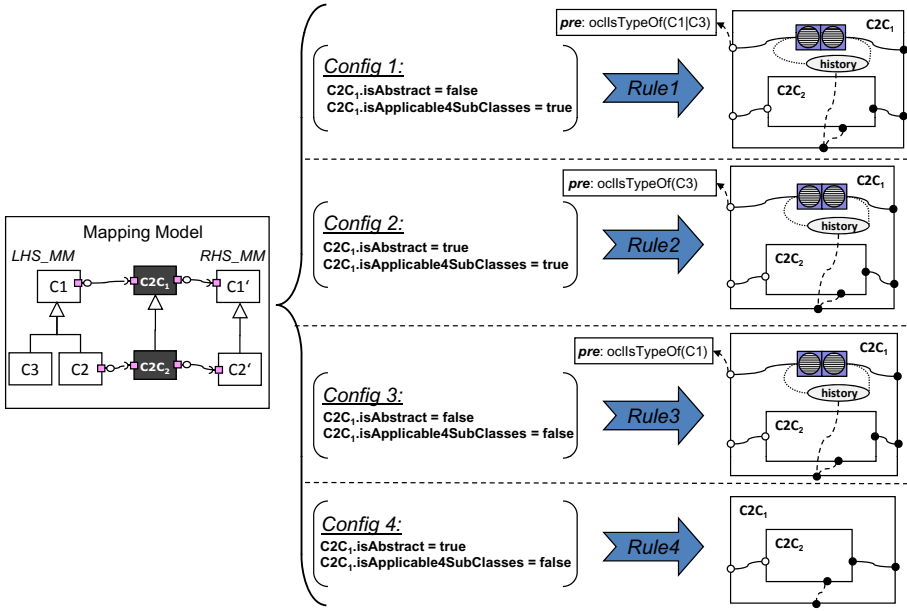 Mapping Model
LHS_MM
RHS_MM
C1
C2C₁
C1‘
C3
C2
C2C₂
C2‘
Config 1:
C2C₁.isAbstract = false
C2C₁.isApplicable4SubClasses = true
Rule1
pre: oclIsTypeOf(C1|C3)
C2C₁
history
C2C₂
Config 2:
C2C₁.isAbstract = true
C2C₁.isApplicable4SubClasses = true
Rule2
pre: oclIsTypeOf(C3)
C2C₁
history
C2C₂
Config 3:
C2C₁.isAbstract = false
C2C₁.isApplicable4SubClasses = false
Rule3
pre: oclIsTypeOf(C1)
C2C₁
history
C2C₂
Config 4:
C2C₁.isAbstract = true
C2C₁.isApplicable4SubClasses = false
Rule4
C2C₁
C2C₂